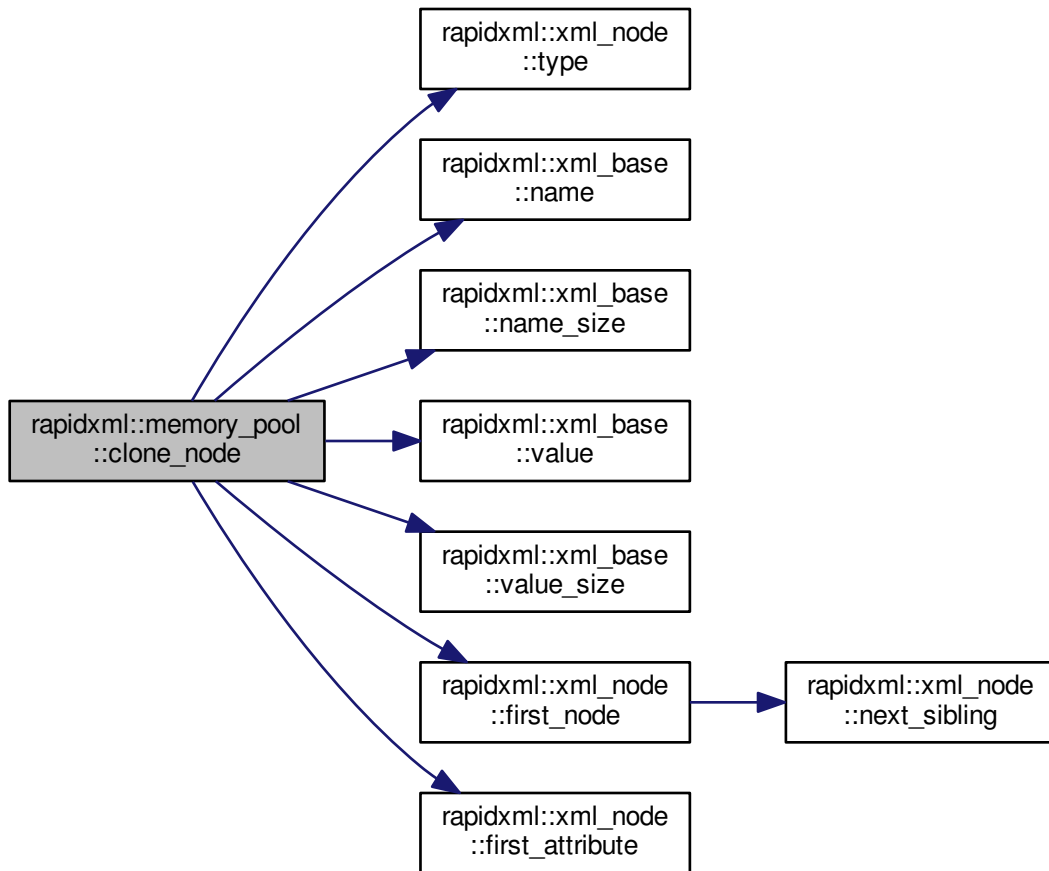 rapidxml::xml_node
::type
rapidxml::xml_base
::name
rapidxml::xml_base
::name_size
rapidxml::memory_pool
::clone_node
rapidxml::xml_base
::value
rapidxml::xml_base
::value_size
rapidxml::xml_node
::first_node
rapidxml::xml_node
::next_sibling
rapidxml::xml_node
::first_attribute